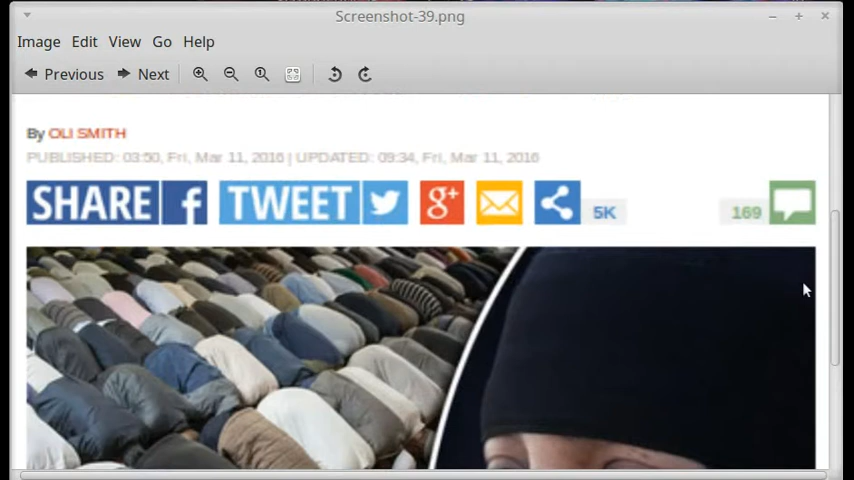 Screenshot-39.png
Image Edit View Go Help
Previous Next
By OLI SMITH
PUBLISHED: 03:50, Fri, Mar 11, 2016 | UPDATED: 09:34, Fri, Mar 11, 2016
SHARE f TWEET g+ 5K 169